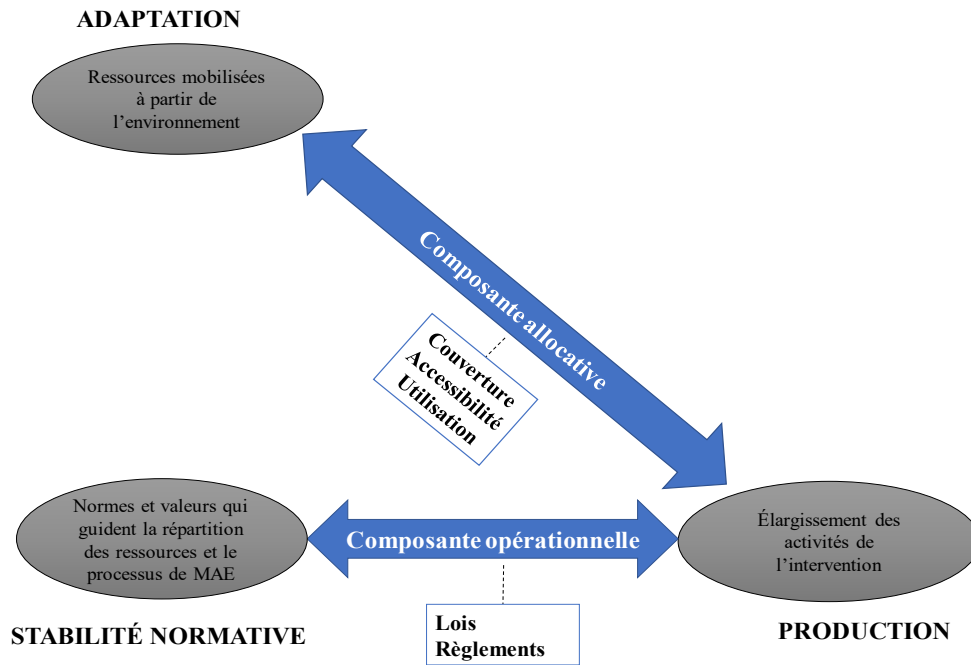 ADAPTATION
Ressources mobilisées
à partir de
l’environnement
Composante allocative
Couverture
Accessibilité
Utilisation
Normes et valeurs qui
guident la répartition
des ressources et le
processus de MAE
Composante opérationnelle
Élargissement des
activités de
l’intervention
STABILITÉ NORMATIVE
Lois
Règlements
PRODUCTION